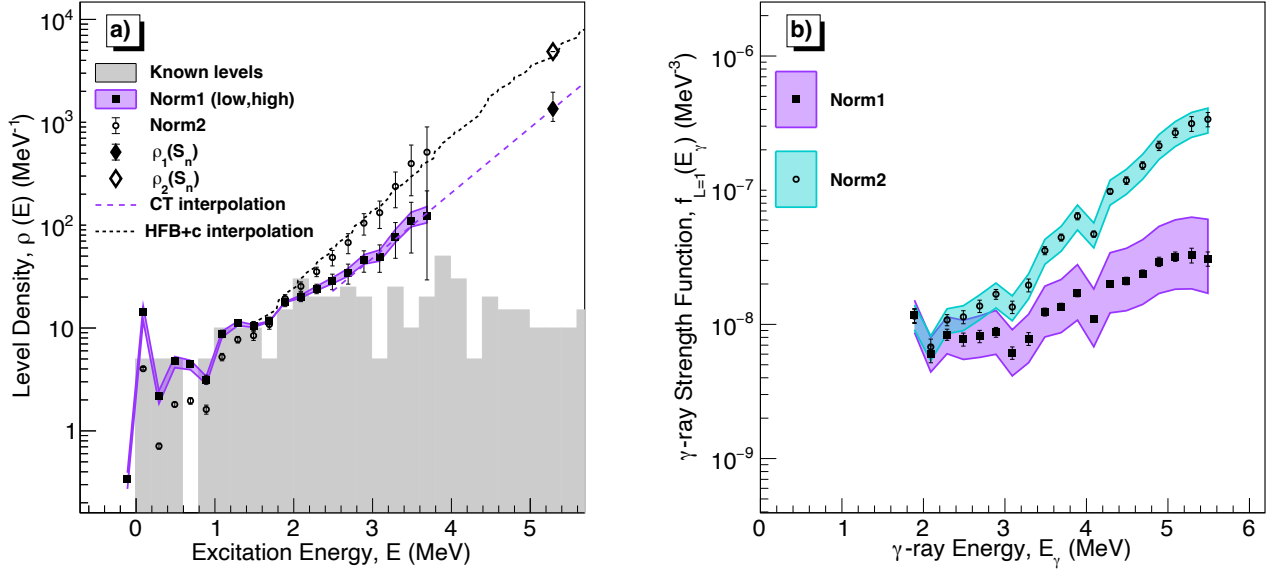 a)
10⁴
10³
10²
10
1
Level Density, ρ (E) (MeV⁻¹)
Known levels
Norm1 (low,high)
Norm2
ρ₁(Sₙ)
ρ₂(Sₙ)
CT interpolation
HFB+c interpolation
0 1 2 3 4 5
Excitation Energy, E (MeV)
b)
10⁻⁶
10⁻⁷
10⁻⁸
10⁻⁹
γ-ray Strength Function, f_{L=1}(E_γ) (MeV⁻³)
Norm1
Norm2
0 1 2 3 4 5 6
γ-ray Energy, E_γ (MeV)